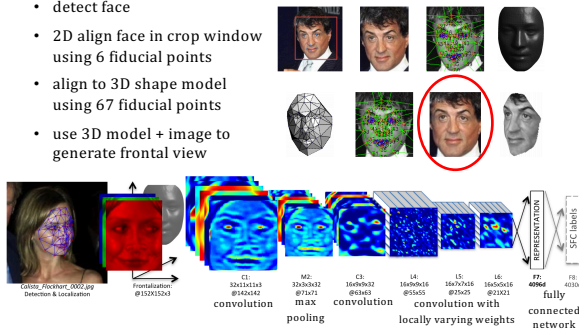 • detect face
• 2D align face in crop window
using 6 fiducial points
• align to 3D shape model
using 67 fiducial points
• use 3D model + image to
generate frontal view
Calista_Flockhart_0002.jpg
Detection & Localization
Frontalization:
@152X152x3
C1:
32x11x11x3
@142x142
convolution
M2:
32x3x3x32
@71x71
max
pooling
C3:
16x9x9x32
@63x63
convolution
L4:
16x9x9x16
@55x55
L5:
16x7x7x16
@25x25
L6:
16x5x5x16
@21X21
convolution with
locally varying weights
REPRESENTATION
SFC labels
F7:
4096d
F8:
fully
connected
network